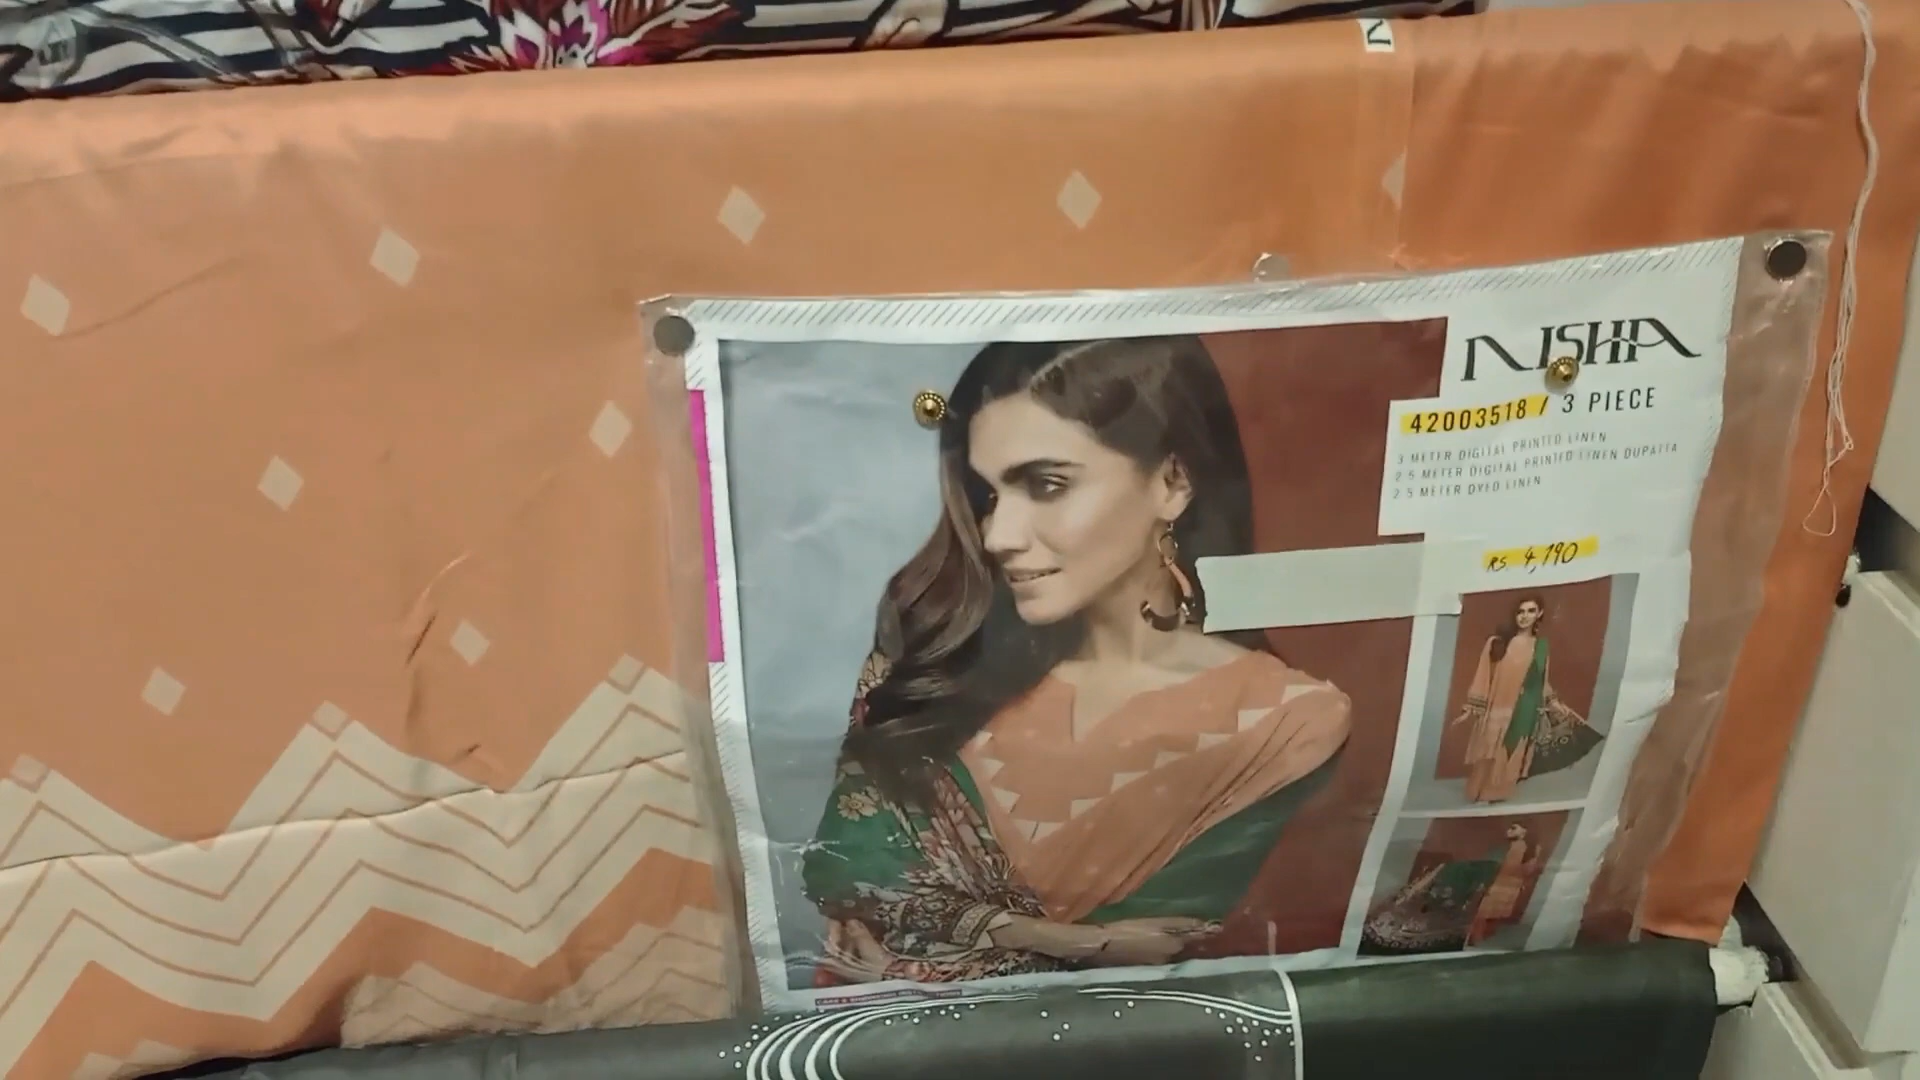 N
NISHA
42003518 / 3 PIECE
3 METER DIGITAL PRINTED LINEN
2.5 METER DIGITAL PRINTED LINEN DUPATTA
2.5 METER DYED LINEN
RS. 4,190